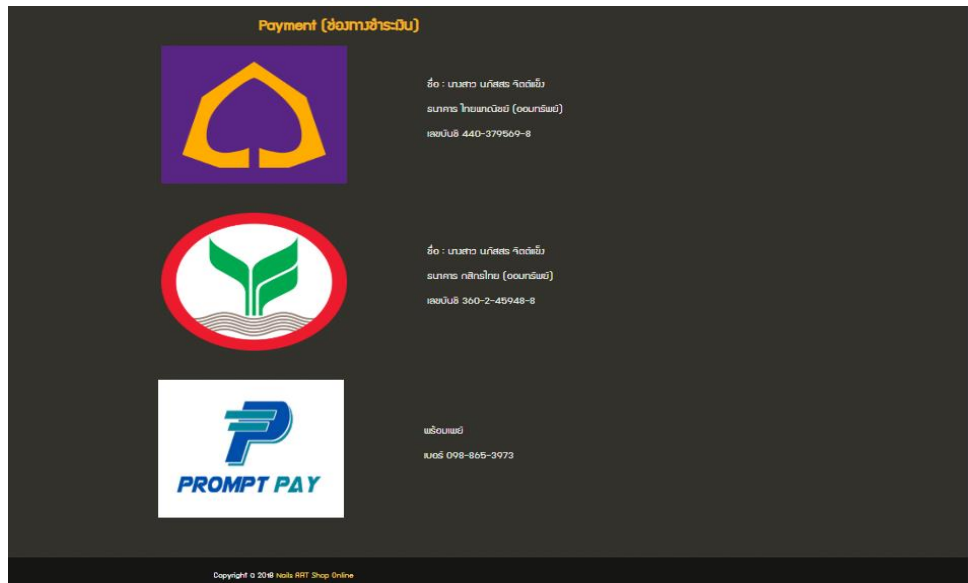 Payment (ช่องทางชำระเงิน)
ชื่อ : นางสาว นภัสสร จิตต์แข็ง
ธนาคาร ไทยพาณิชย์ (ออมทรัพย์)
เลขบันชี 440-379569-8
ชื่อ : นางสาว นภัสสร จิตต์แข็ง
ธนาคาร กสิกรไทย (ออมทรัพย์)
เลขบันชี 360-2-45948-8
PROMPT PAY
พร้อมเพย์
เบอร์ 098-865-3973
Copyright © 2018 Nails ART Shop Online